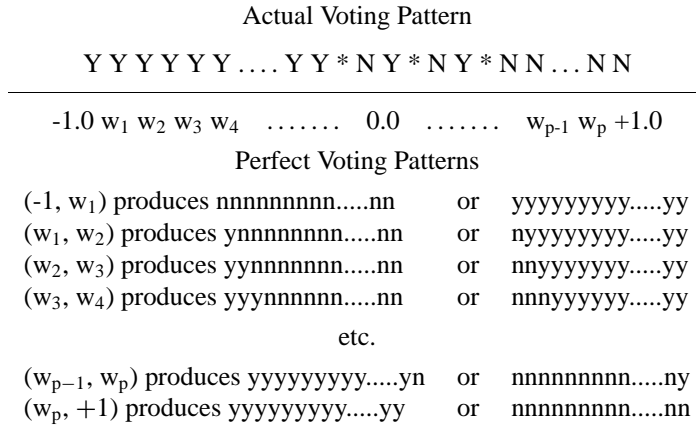 Actual Voting Pattern
Y Y Y Y Y Y .... Y Y * N Y * N Y * N N ... N N
-1.0 w₁ w₂ w₃ w₄ ....... 0.0 ....... wₚ₋₁ wₚ +1.0
Perfect Voting Patterns
(-1, w₁) produces nnnnnnnnn.....nn or yyyyyyyyy.....yy
(w₁, w₂) produces ynnnnnnnn.....nn or nyyyyyyyy.....yy
(w₂, w₃) produces yynnnnnnn.....nn or nnyyyyyyy.....yy
(w₃, w₄) produces yyynnnnnn.....nn or nnnyyyyyy.....yy
etc.
(wₚ₋₁, wₚ) produces yyyyyyyyy.....yn or nnnnnnnnn.....ny
(wₚ, +1) produces yyyyyyyyy.....yy or nnnnnnnnn.....nn